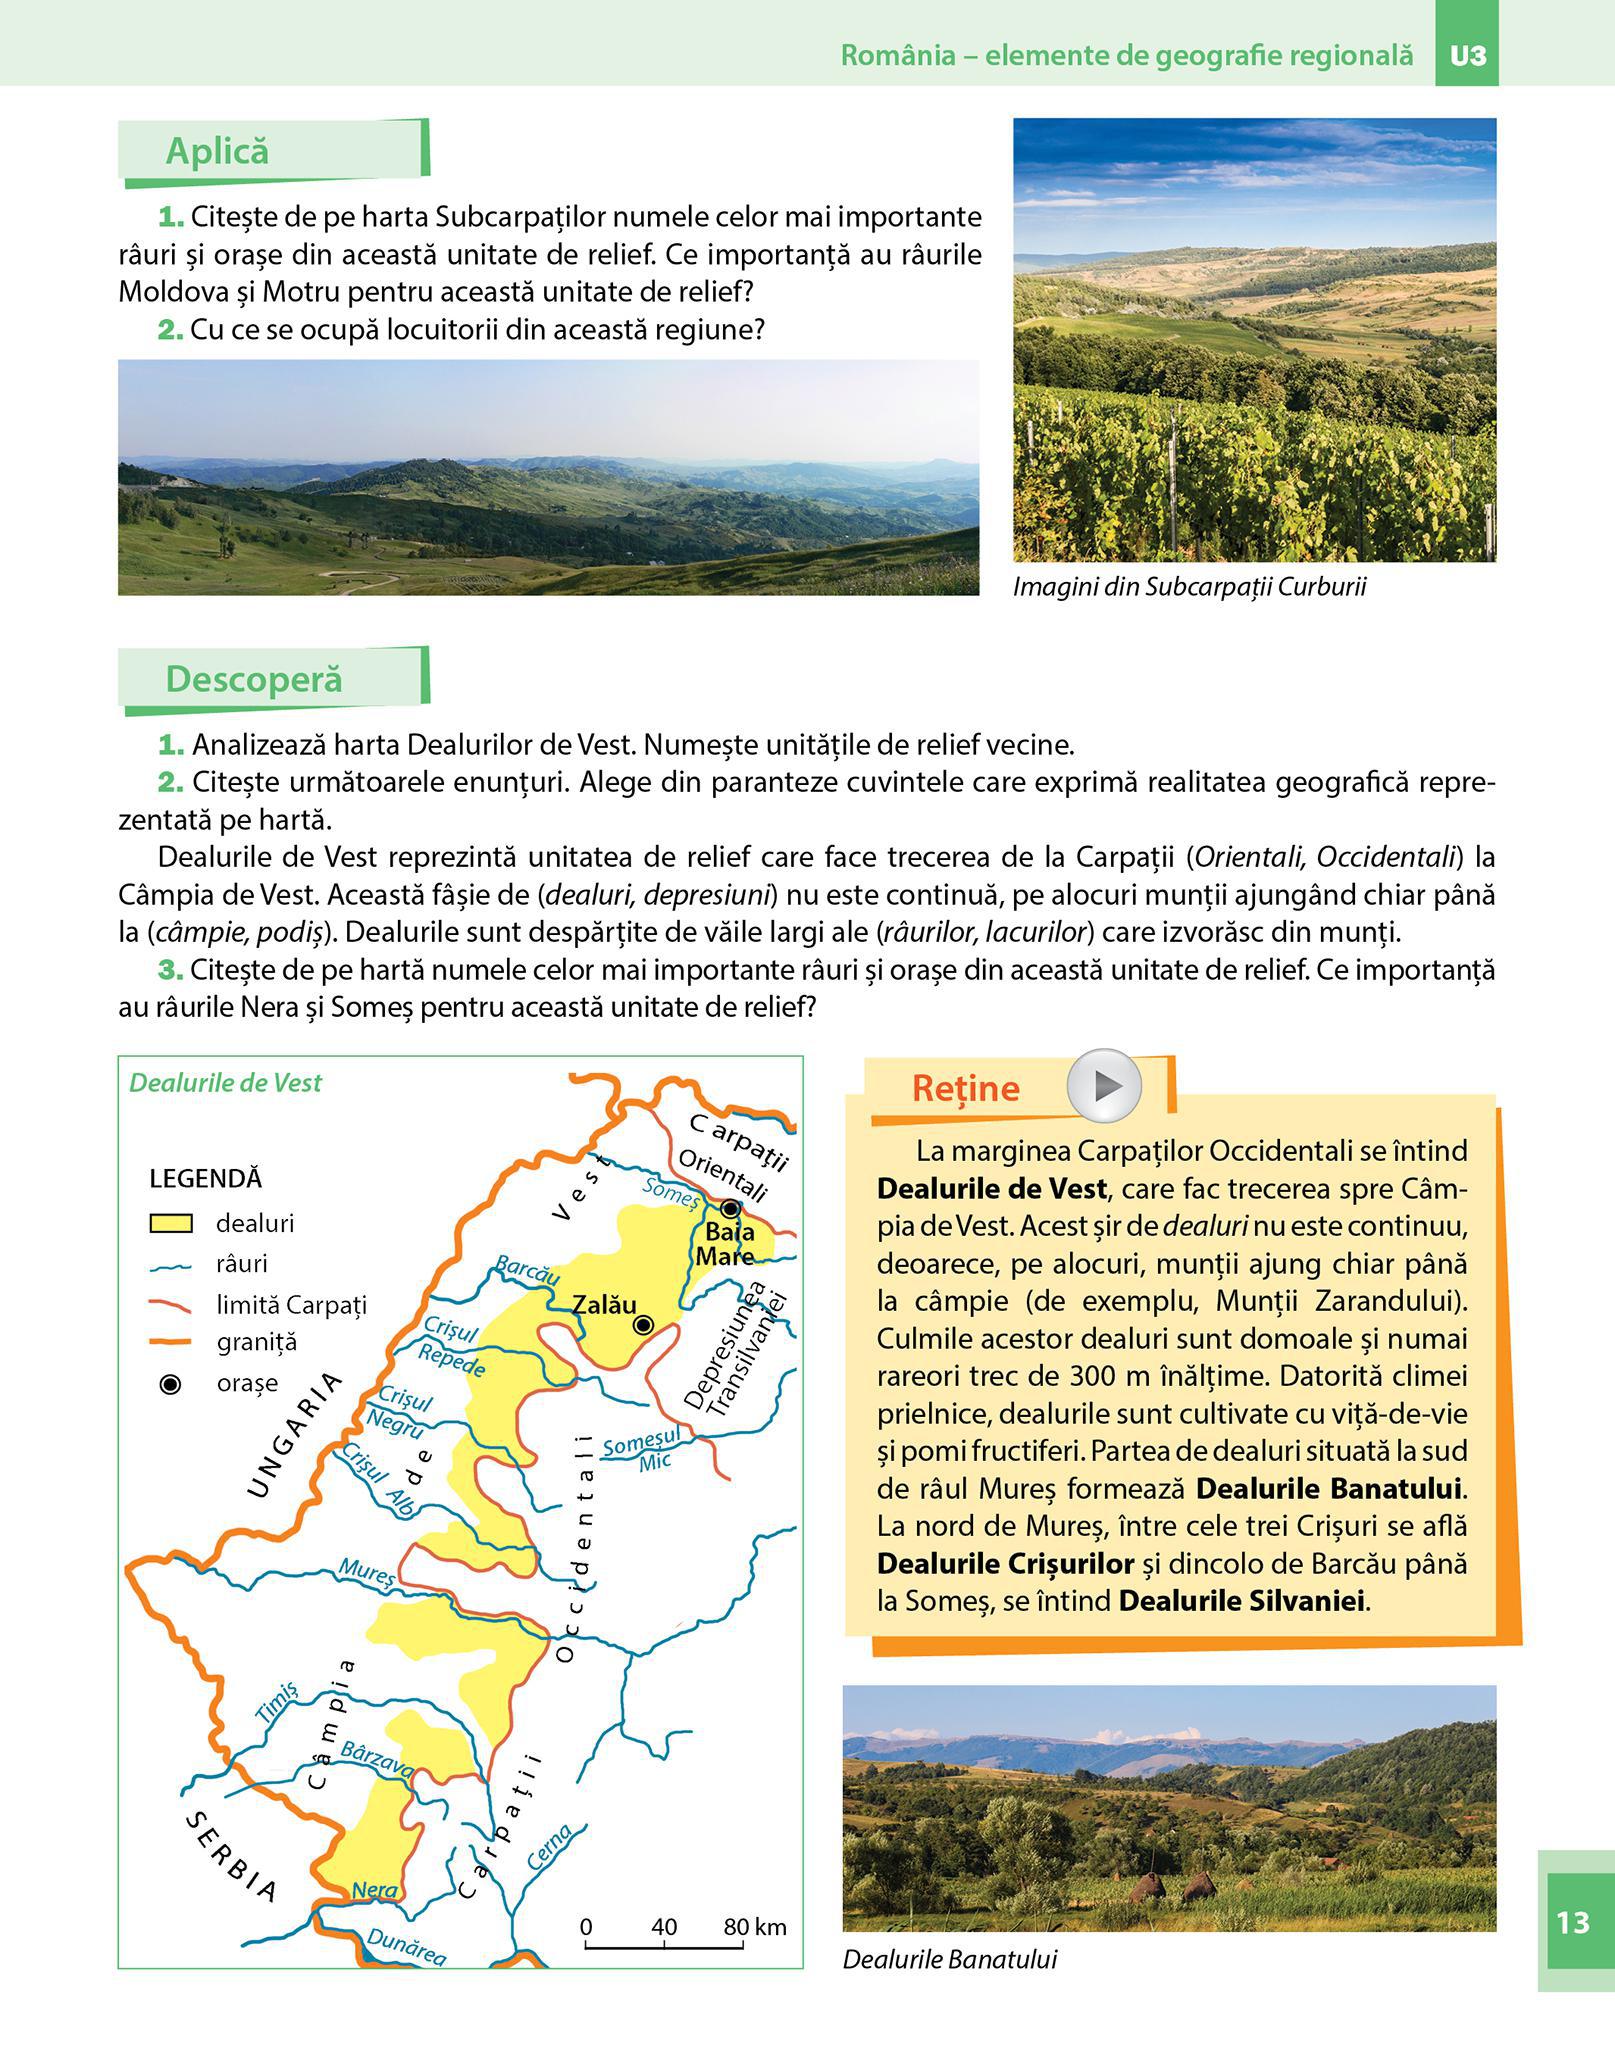 România – elemente de geografie regională
U3
Aplică
1. Citește de pe harta Subcarpaților numele celor mai importante
râuri și orașe din această unitate de relief. Ce importanță au râurile
Moldova și Motru pentru această unitate de relief?
2. Cu ce se ocupă locuitorii din această regiune?
Imagini din Subcarpații Curburii
Descoperă
1. Analizează harta Dealurilor de Vest. Numește unitățile de relief vecine.
2. Citește următoarele enunțuri. Alege din paranteze cuvintele care exprimă realitatea geografică repre-
zentată pe hartă.
Dealurile de Vest reprezintă unitatea de relief care face trecerea de la Carpații (Orientali, Occidentali) la
Câmpia de Vest. Această fâșie de (dealuri, depresiuni) nu este continuă, pe alocuri munții ajungând chiar până
la (câmpie, podiș). Dealurile sunt despărțite de văile largi ale (râurilor, lacurilor) care izvorăsc din munți.
3. Citește de pe hartă numele celor mai importante râuri și orașe din această unitate de relief. Ce importanță
au râurile Nera și Someș pentru această unitate de relief?
Dealurile de Vest
LEGENDĂ
dealuri
râuri
limită Carpați
graniță
orașe
Carpaţii
Orientali
Someş
Baia
Mare
Vest
Barcău
Zalău
Depresiunea
Transilvaniei
Crişul
Repede
Crişul
Negru
UNGARIA
Crişul
Alb
de
Someşul
Mic
Occidentali
Mureş
Câmpia
Timiş
Bârzava
Carpaţii
SERBIA
Cerna
Nera
Dunărea
0 40 80 km
Reține
La marginea Carpaților Occidentali se întind
Dealurile de Vest, care fac trecerea spre Câm-
pia de Vest. Acest șir de dealuri nu este continuu,
deoarece, pe alocuri, munții ajung chiar până
la câmpie (de exemplu, Munții Zarandului).
Culmile acestor dealuri sunt domoale și numai
rareori trec de 300 m înălțime. Datorită climei
prielnice, dealurile sunt cultivate cu viță-de-vie
și pomi fructiferi. Partea de dealuri situată la sud
de râul Mureș formează Dealurile Banatului.
La nord de Mureș, între cele trei Crișuri se află
Dealurile Crișurilor și dincolo de Barcău până
la Someș, se întind Dealurile Silvaniei.
Dealurile Banatului
13